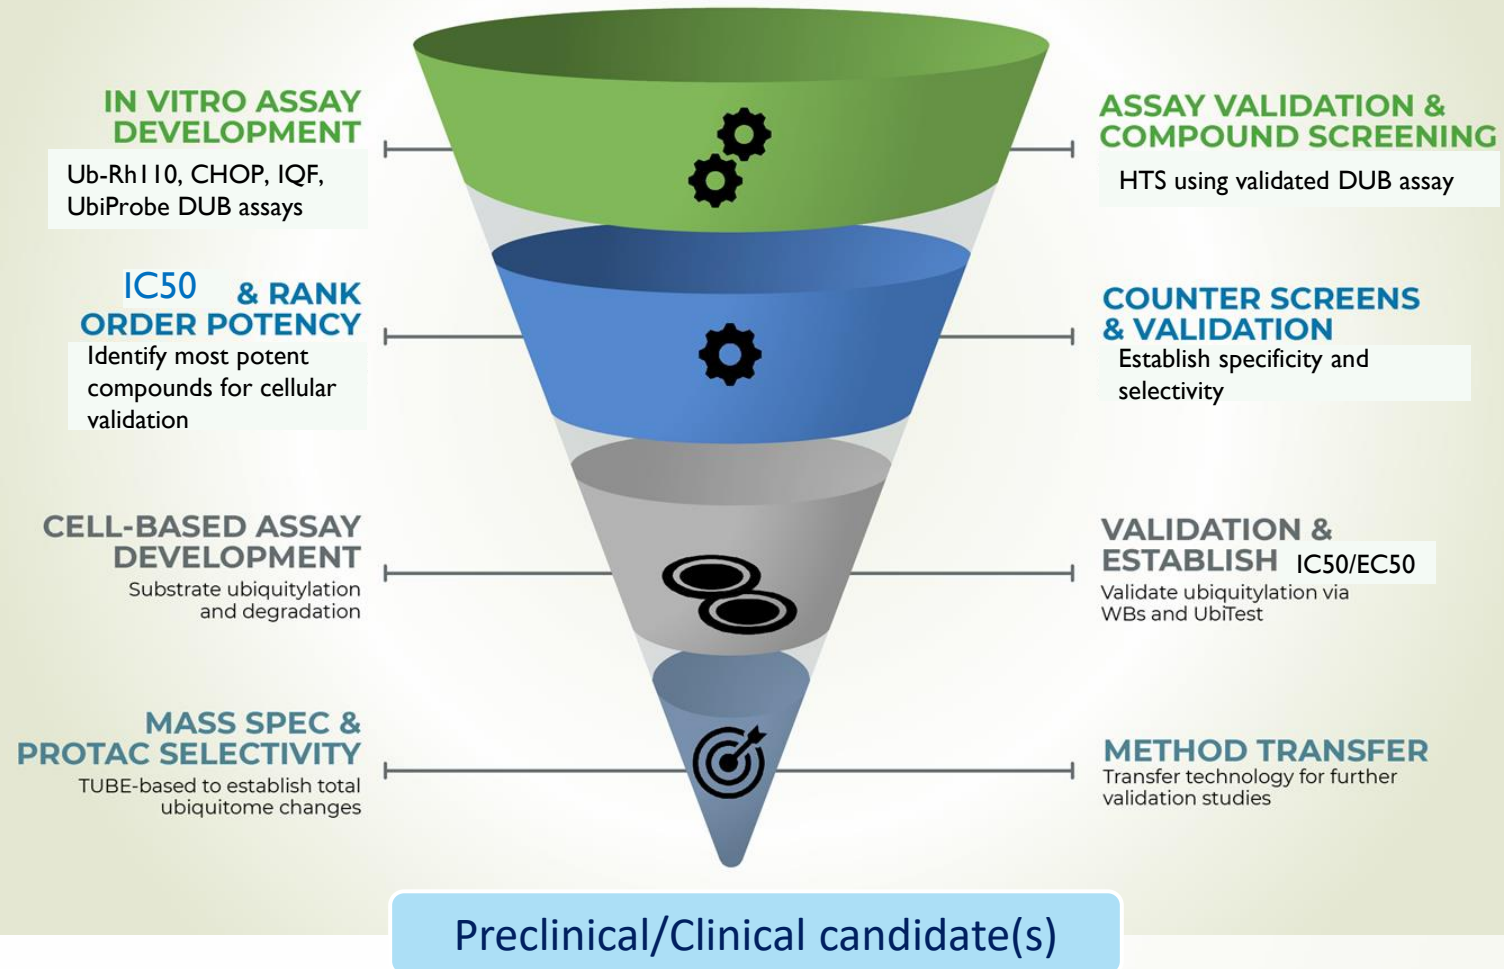 IN VITRO ASSAY
DEVELOPMENT
Ub-Rh110, CHOP, IQF,
UbiProbe DUB assays
ASSAY VALIDATION &
COMPOUND SCREENING
HTS using validated DUB assay
IC50 & RANK
ORDER POTENCY
Identify most potent
compounds for cellular
validation
COUNTER SCREENS
& VALIDATION
Establish specificity and
selectivity
CELL-BASED ASSAY
DEVELOPMENT
Substrate ubiquitylation
and degradation
VALIDATION &
ESTABLISH IC50/EC50
Validate ubiquitylation via
WBs and UbiTest
MASS SPEC &
PROTAC SELECTIVITY
TUBE-based to establish total
ubiquitome changes
METHOD TRANSFER
Transfer technology for further
validation studies
Preclinical/Clinical candidate(s)